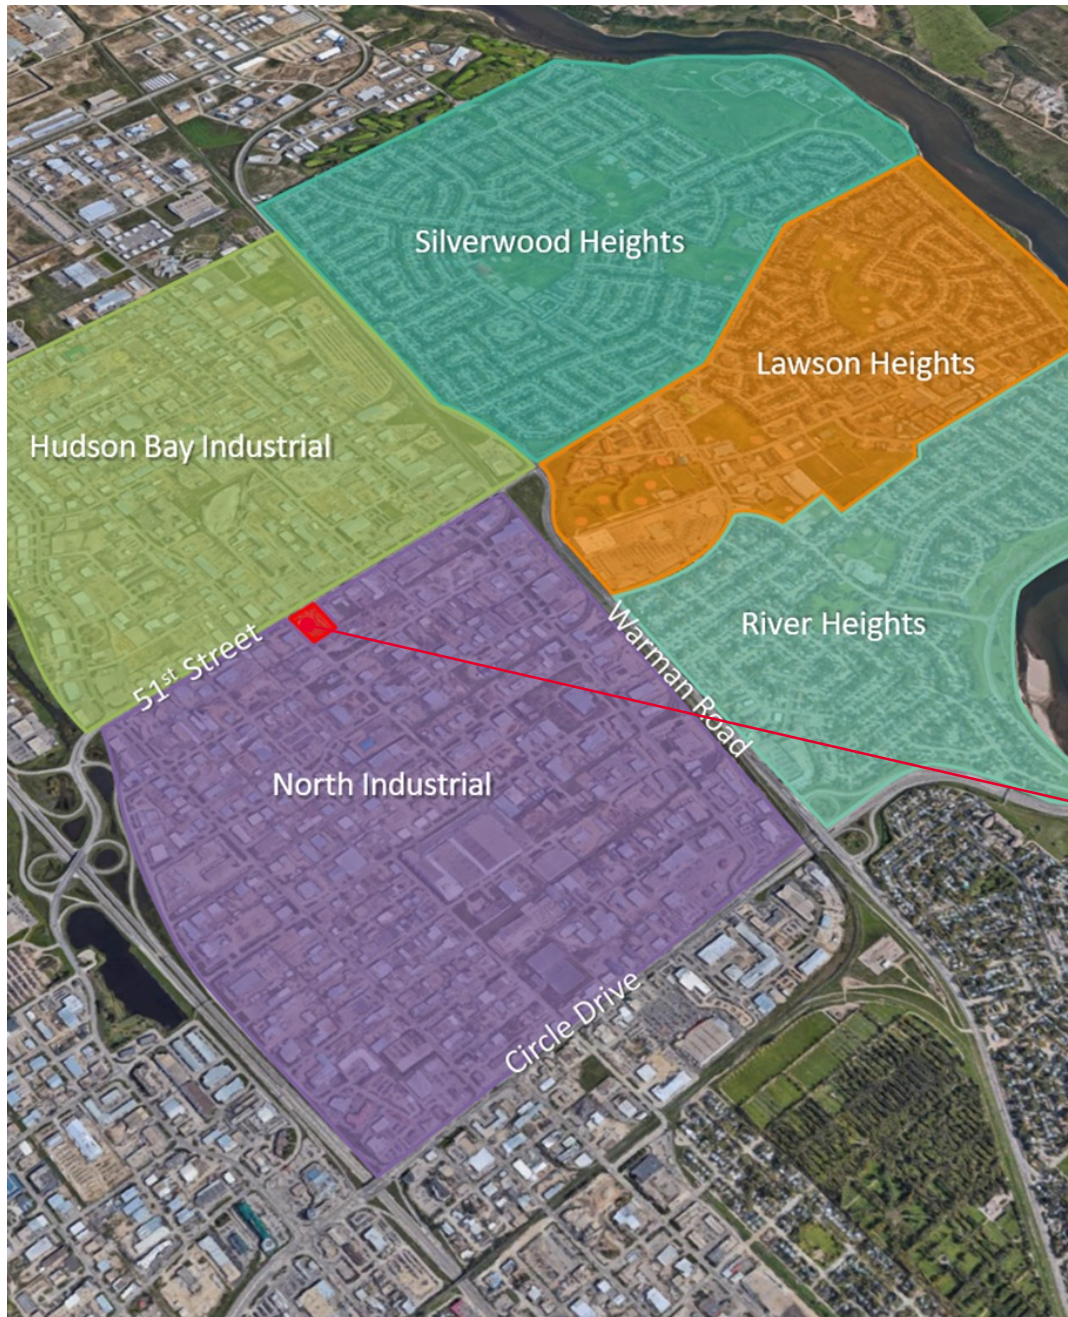 Silverwood Heights
Lawson Heights
Hudson Bay Industrial
River Heights
51st Street
Warman Road
North Industrial
Circle Drive